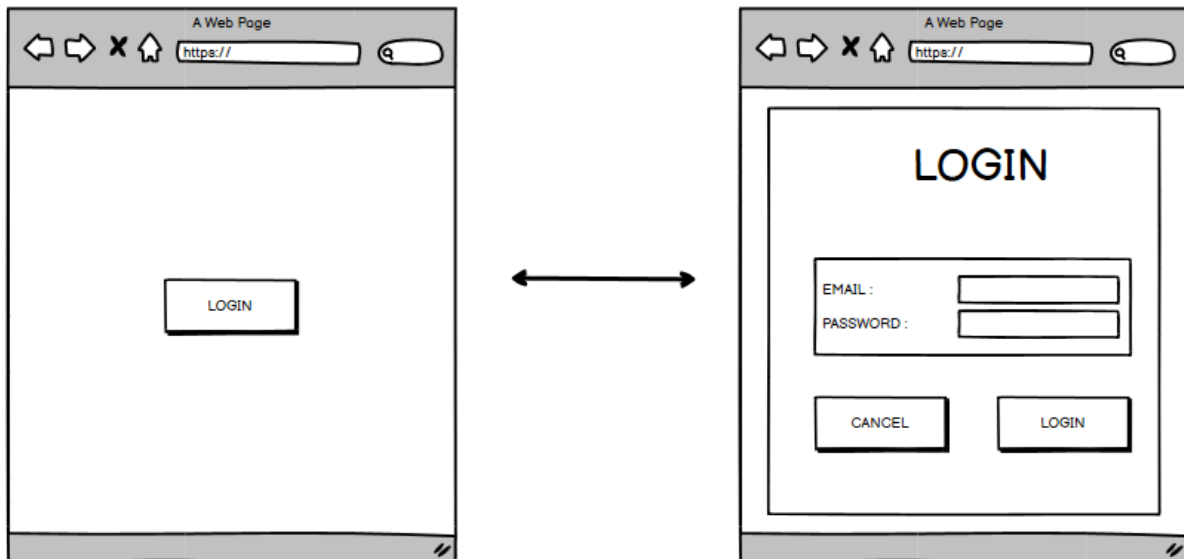 A Web Page
https://
LOGIN
A Web Page
https://
LOGIN
EMAIL :
PASSWORD :
CANCEL
LOGIN